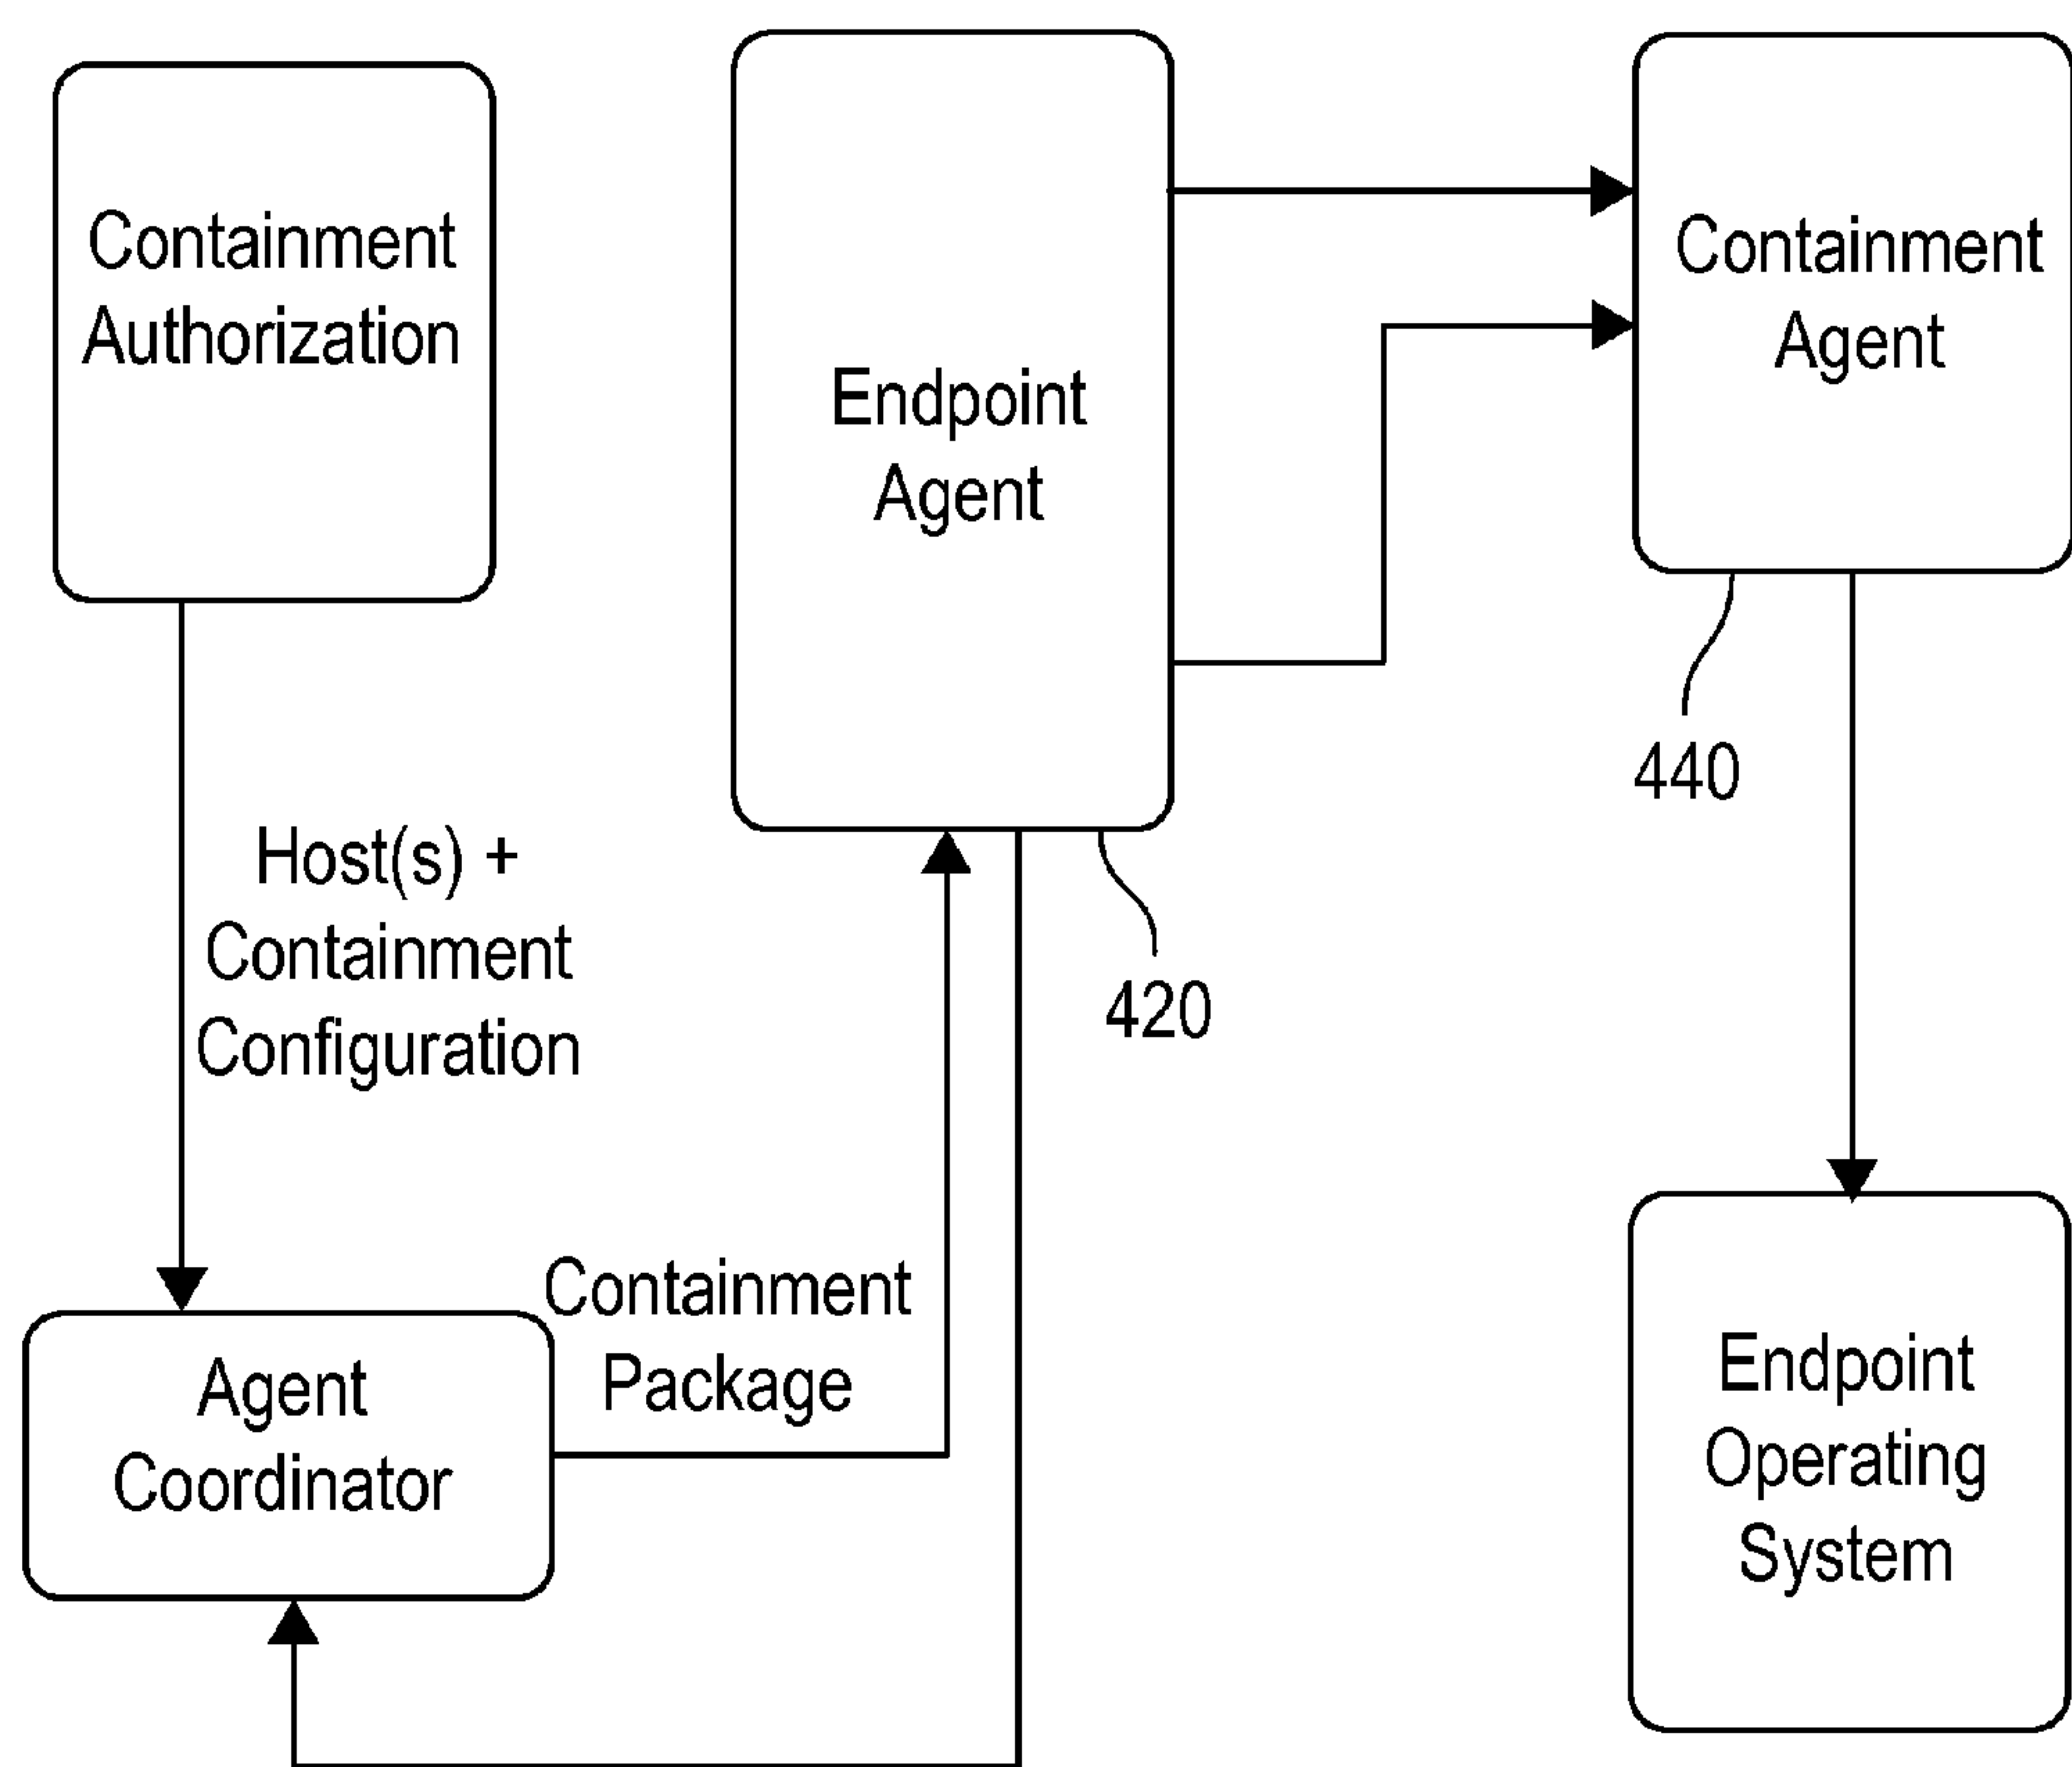 Containment
Authorization
Endpoint
Agent
Containment
Agent
440
Host(s) +
Containment
Configuration
420
Containment
Package
Agent
Coordinator
Endpoint
Operating
System